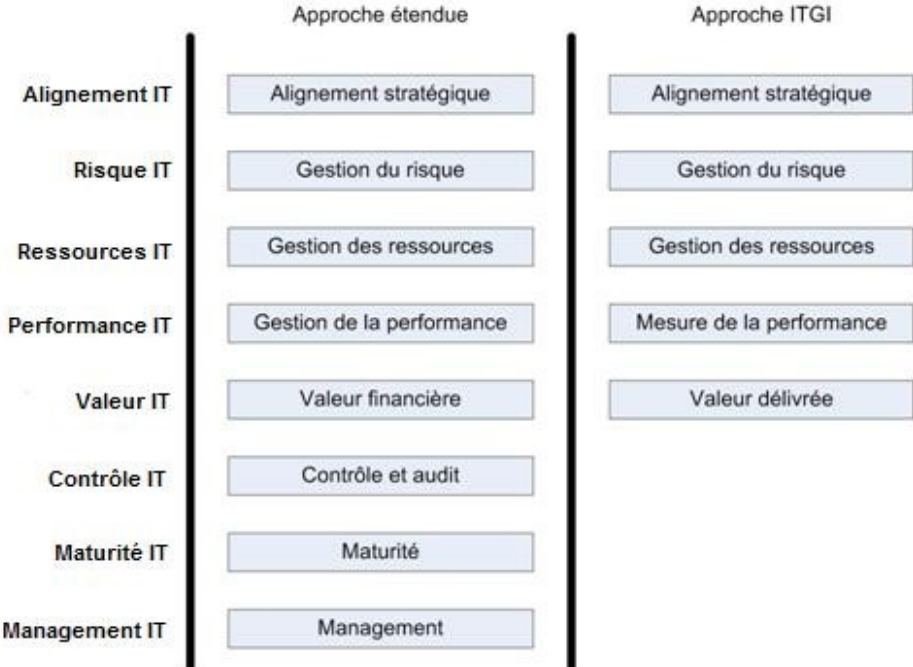 Approche étendue Approche ITGI
Alignement IT Alignement stratégique Alignement stratégique
Risque IT Gestion du risque Gestion du risque
Ressources IT Gestion des ressources Gestion des ressources
Performance IT Gestion de la performance Mesure de la performance
Valeur IT Valeur financière Valeur délivrée
Contrôle IT Contrôle et audit
Maturité IT Maturité
Management IT Management